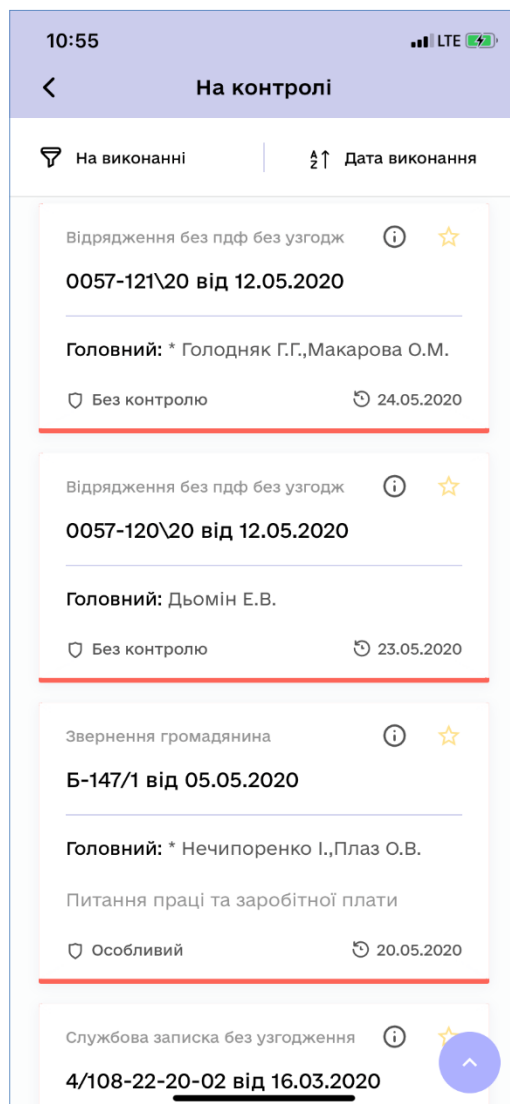 10:55
LTE
На контролі
На виконанні
Дата виконання
Відрядження без пдф без узгодж
0057-121\20 від 12.05.2020
Головний: * Голодняк Г.Г.,Макарова О.М.
Без контролю
24.05.2020
Відрядження без пдф без узгодж
0057-120\20 від 12.05.2020
Головний: Дьомін Е.В.
Без контролю
23.05.2020
Звернення громадянина
Б-147/1 від 05.05.2020
Головний: * Нечипоренко І.,Плаз О.В.
Питання праці та заробітної плати
Особливий
20.05.2020
Службова записка без узгодження
4/108-22-20-02 від 16.03.2020